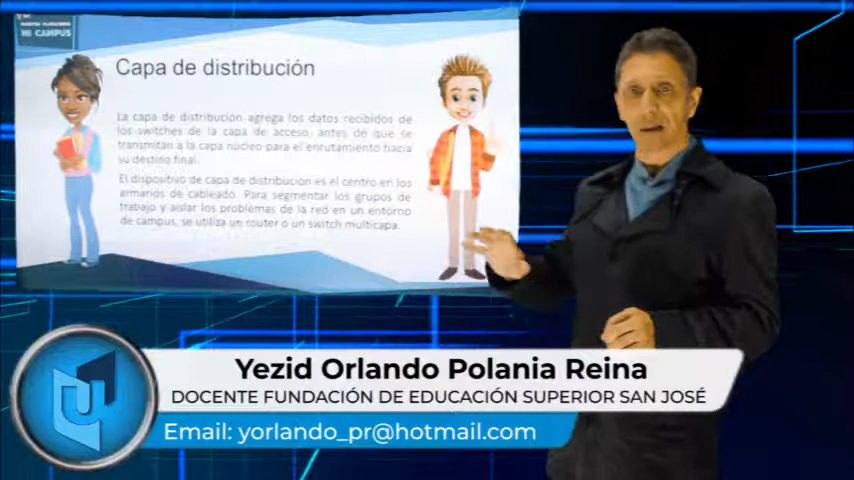 MI CAMPUS
Capa de distribución
La capa de distribución agrega los datos recibidos de
los switches de la capa de acceso, antes de que se
transmitan a la capa núcleo para el enrutamiento hacia
su destino final.
El dispositivo de capa de distribución es el centro en los
armarios de cableado. Para segmentar los grupos de
trabajo y aislar los problemas de la red en un entorno
de campus, se utiliza un router o un switch multicapa.
Yezid Orlando Polania Reina
DOCENTE FUNDACIÓN DE EDUCACIÓN SUPERIOR SAN JOSÉ
Email: yorlando_pr@hotmail.com